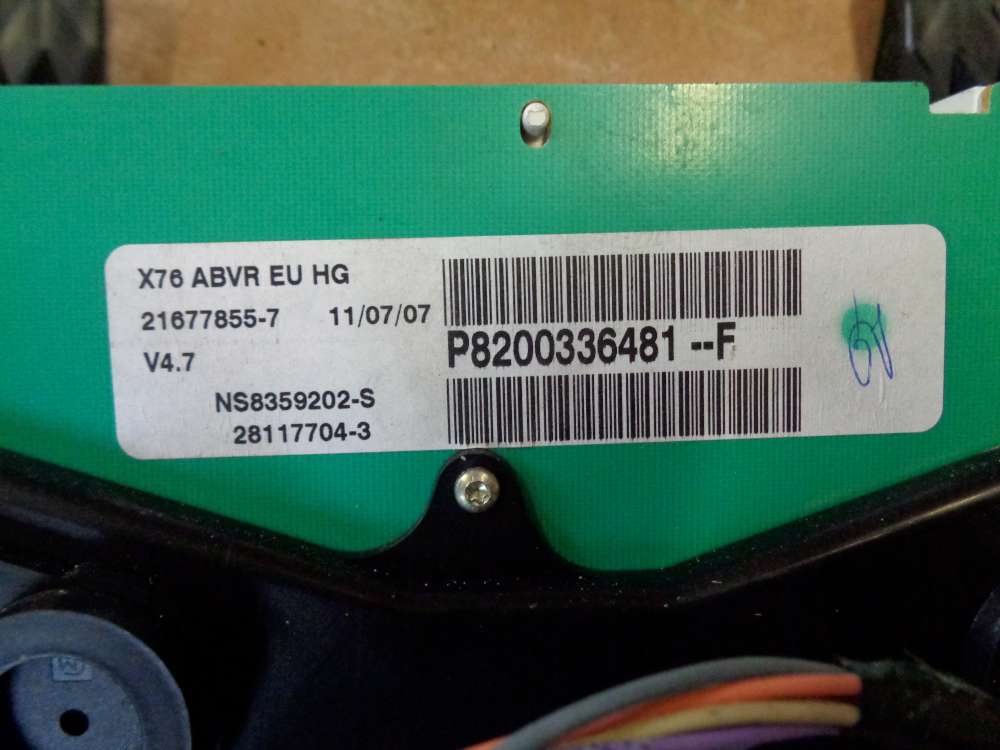 X76 ABVR EU HG
21677855-7 11/07/07
V4.7
NS8359202-S
28117704-3
P8200336481 --F